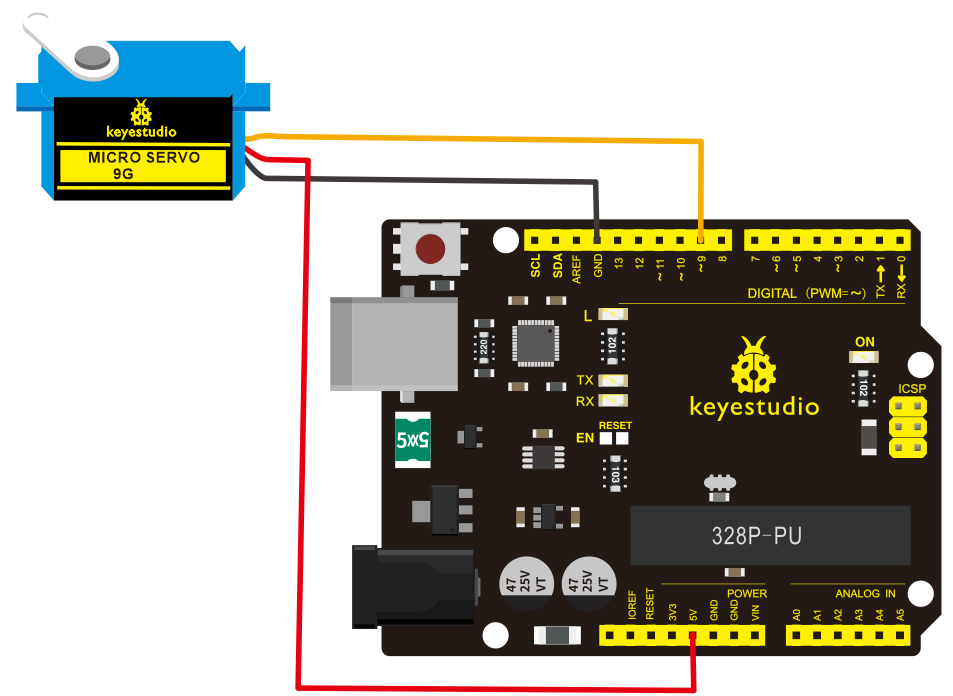 keyestudio
MICRO SERVO
9G
SCL
SDA
AREF
GND
13
12
~11
~10
~9
8
7
~6
~5
4
~3
2
TX→1
RX←0
DIGITAL (PWM=~)
L
TX
RX
RESET
EN
220
102
103
ON
102
ICSP
keyestudio
5XX5
328P-PU
47
25V
VT
47
25V
VT
POWER
ANALOG IN
IOREF
RESET
3V3
5V
GND
GND
VIN
A0
A1
A2
A3
A4
A5